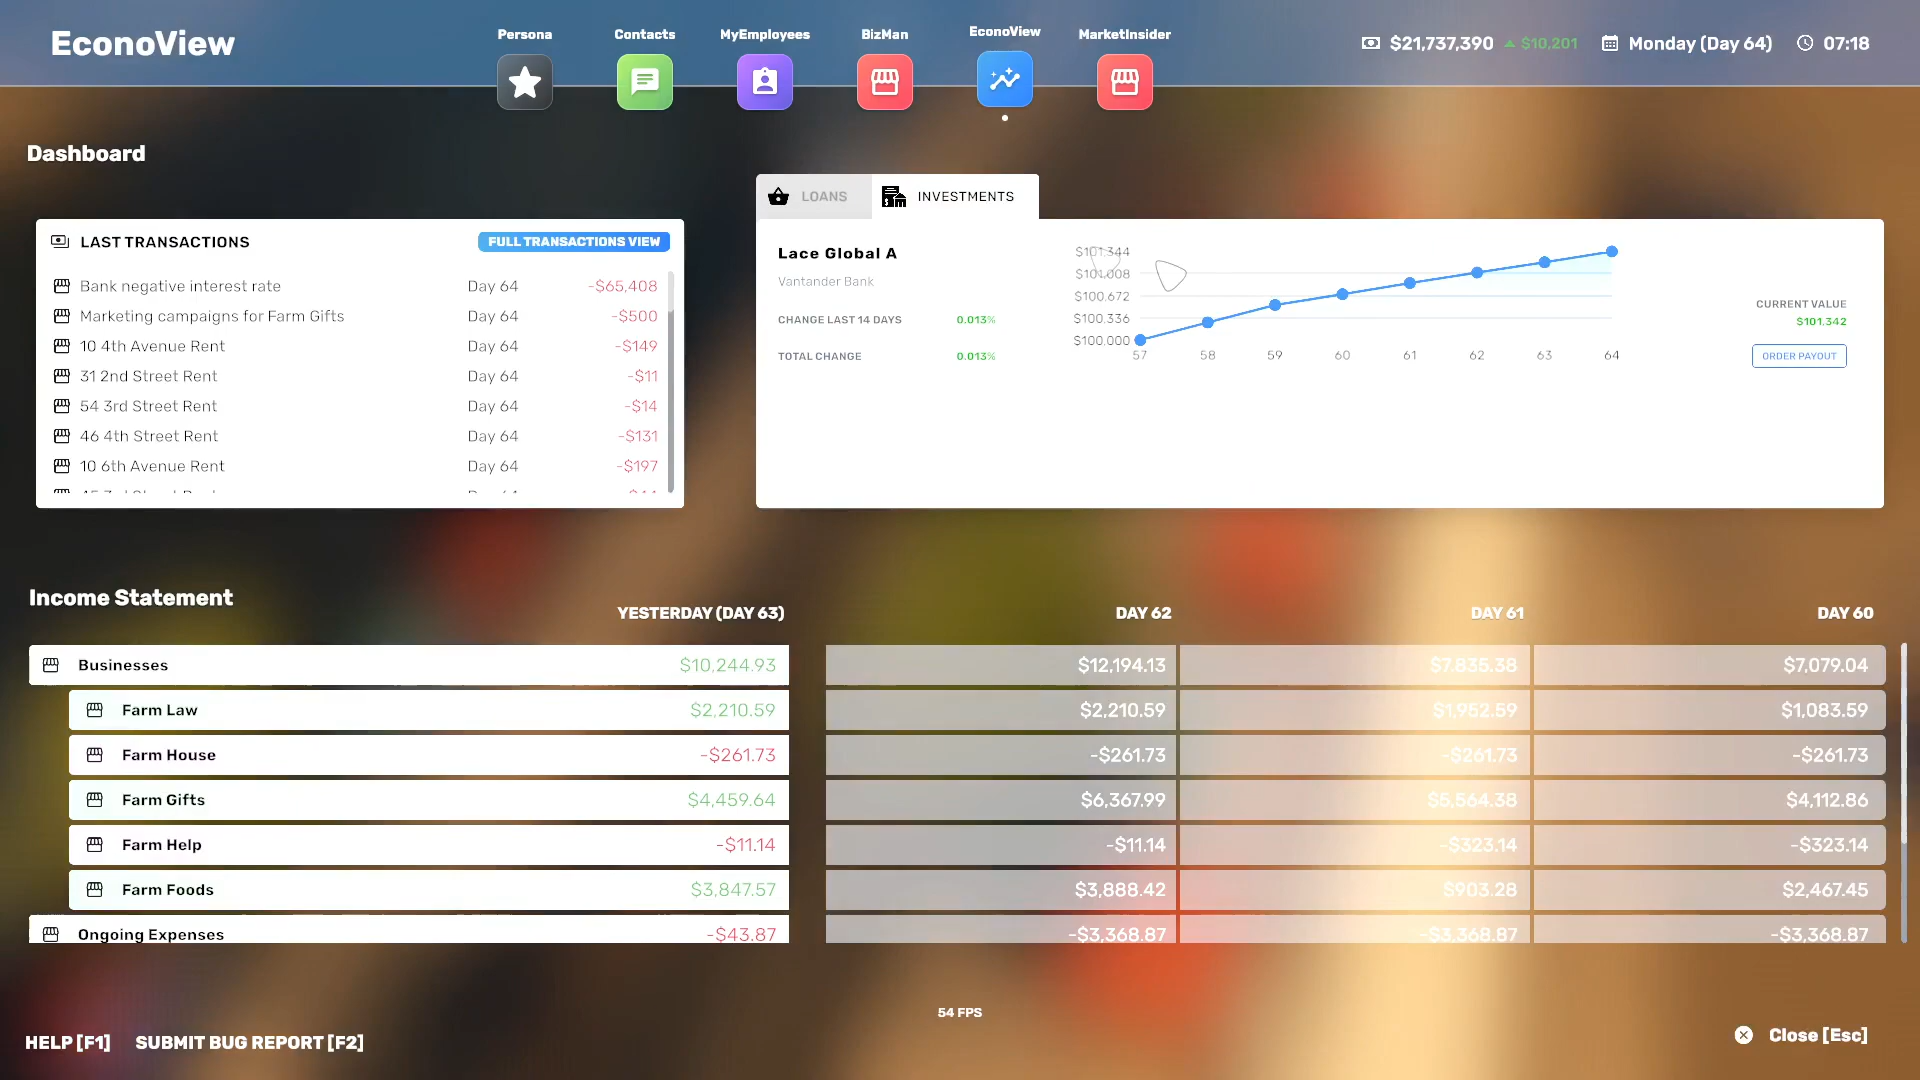 EconoView
Persona
Contacts
MyEmployees
BizMan
EconoView
MarketInsider
$21,737,390
$10,201
Monday (Day 64)
07:18
Dashboard
LAST TRANSACTIONS
FULL TRANSACTIONS VIEW
Bank negative interest rate Day 64 -$65,408
Marketing campaigns for Farm Gifts Day 64 -$500
10 4th Avenue Rent Day 64 -$149
31 2nd Street Rent Day 64 -$11
54 3rd Street Rent Day 64 -$14
46 4th Street Rent Day 64 -$131
10 6th Avenue Rent Day 64 -$197
LOANS
INVESTMENTS
Lace Global A
Vantander Bank
CHANGE LAST 14 DAYS 0.013%
TOTAL CHANGE 0.013%
$101,344
$101,008
$100,672
$100,336
$100,000
57 58 59 60 61 62 63 64
CURRENT VALUE
$101,342
ORDER PAYOUT
Income Statement
YESTERDAY (DAY 63) DAY 62 DAY 61 DAY 60
Businesses $10,244.93 $12,194.13 $7,835.38 $7,079.04
Farm Law $2,210.59 $2,210.59 $1,952.59 $1,083.59
Farm House -$261.73 -$261.73 -$261.73 -$261.73
Farm Gifts $4,459.64 $6,367.99 $5,564.38 $4,112.86
Farm Help -$11.14 -$11.14 -$323.14 -$323.14
Farm Foods $3,847.57 $3,888.42 $903.28 $2,467.45
Ongoing Expenses -$43.87 -$3,368.87 -$3,368.87 -$3,368.87
54 FPS
HELP [F1]
SUBMIT BUG REPORT [F2]
Close [Esc]